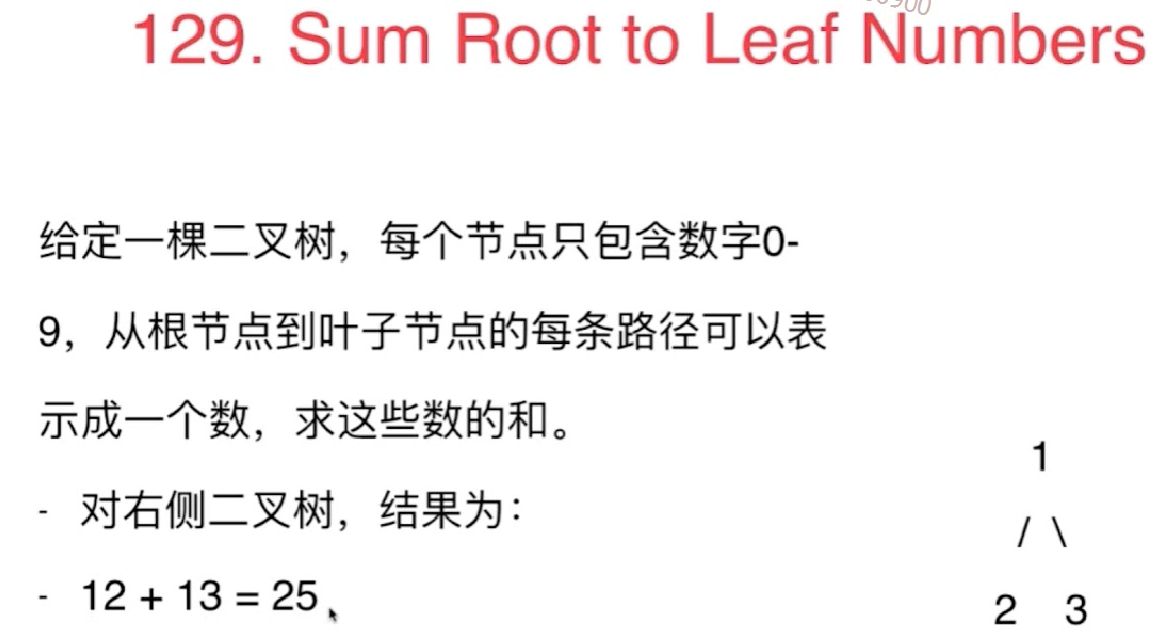 129. Sum Root to Leaf Numbers
给定一棵二叉树，每个节点只包含数字0-
9，从根节点到叶子节点的每条路径可以表
示成一个数，求这些数的和。
- 对右侧二叉树，结果为：
- 12 + 13 = 25
1
/ \
2 3